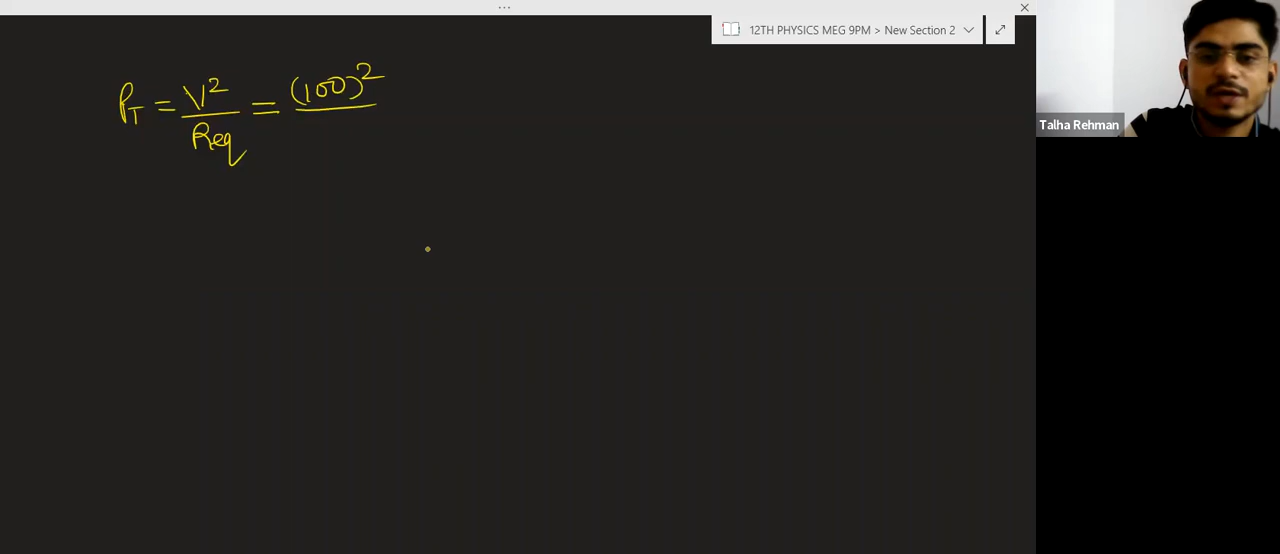 12TH PHYSICS MEG 9PM > New Section 2
P_T = V²/Req = (100)²/
Talha Rehman